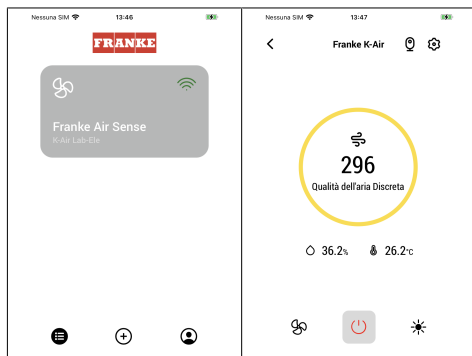 Nessuna SIM 13:46
FRANKE
Franke Air Sense
K-Air Lab-Ele
Nessuna SIM 13:47
Franke K-Air
296
Qualità dell'aria Discreta
36.2% 26.2°C